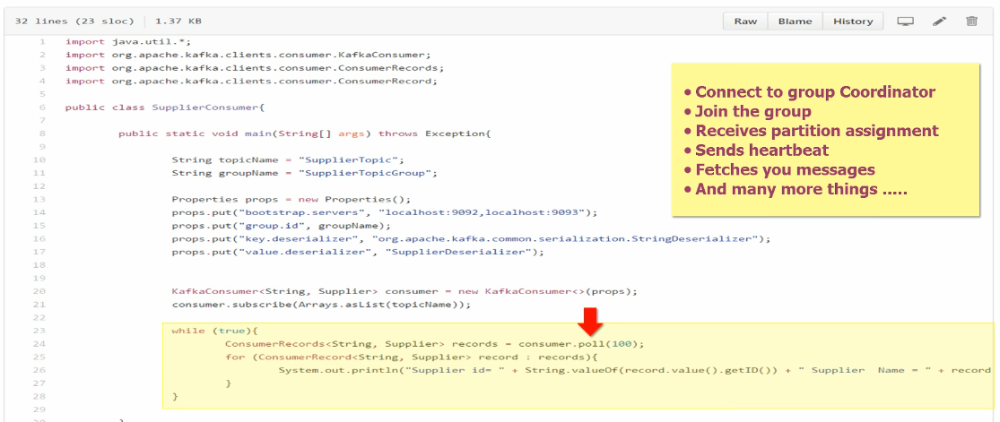 32 lines (23 sloc) 1.37 KB Raw Blame History
1 import java.util.*;
2 import org.apache.kafka.clients.consumer.KafkaConsumer;
3 import org.apache.kafka.clients.consumer.ConsumerRecords;
4 import org.apache.kafka.clients.consumer.ConsumerRecord;
5
6 public class SupplierConsumer{
7
8 public static void main(String[] args) throws Exception{
9
10 String topicName = "SupplierTopic";
11 String groupName = "SupplierTopicGroup";
12
13 Properties props = new Properties();
14 props.put("bootstrap.servers", "localhost:9092,localhost:9093");
15 props.put("group.id", groupName);
16 props.put("key.deserializer", "org.apache.kafka.common.serialization.StringDeserializer");
17 props.put("value.deserializer", "SupplierDeserializer");
18
19
20 KafkaConsumer<String, Supplier> consumer = new KafkaConsumer<>(props);
21 consumer.subscribe(Arrays.asList(topicName));
22
23 while (true){
24 ConsumerRecords<String, Supplier> records = consumer.poll(100);
25 for (ConsumerRecord<String, Supplier> record : records){
26 System.out.println("Supplier id= " + String.valueOf(record.value().getID()) + " Supplier  Name = " + record
27 }
28 }
29
• Connect to group Coordinator
• Join the group
• Receives partition assignment
• Sends heartbeat
• Fetches you messages
• And many more things .....